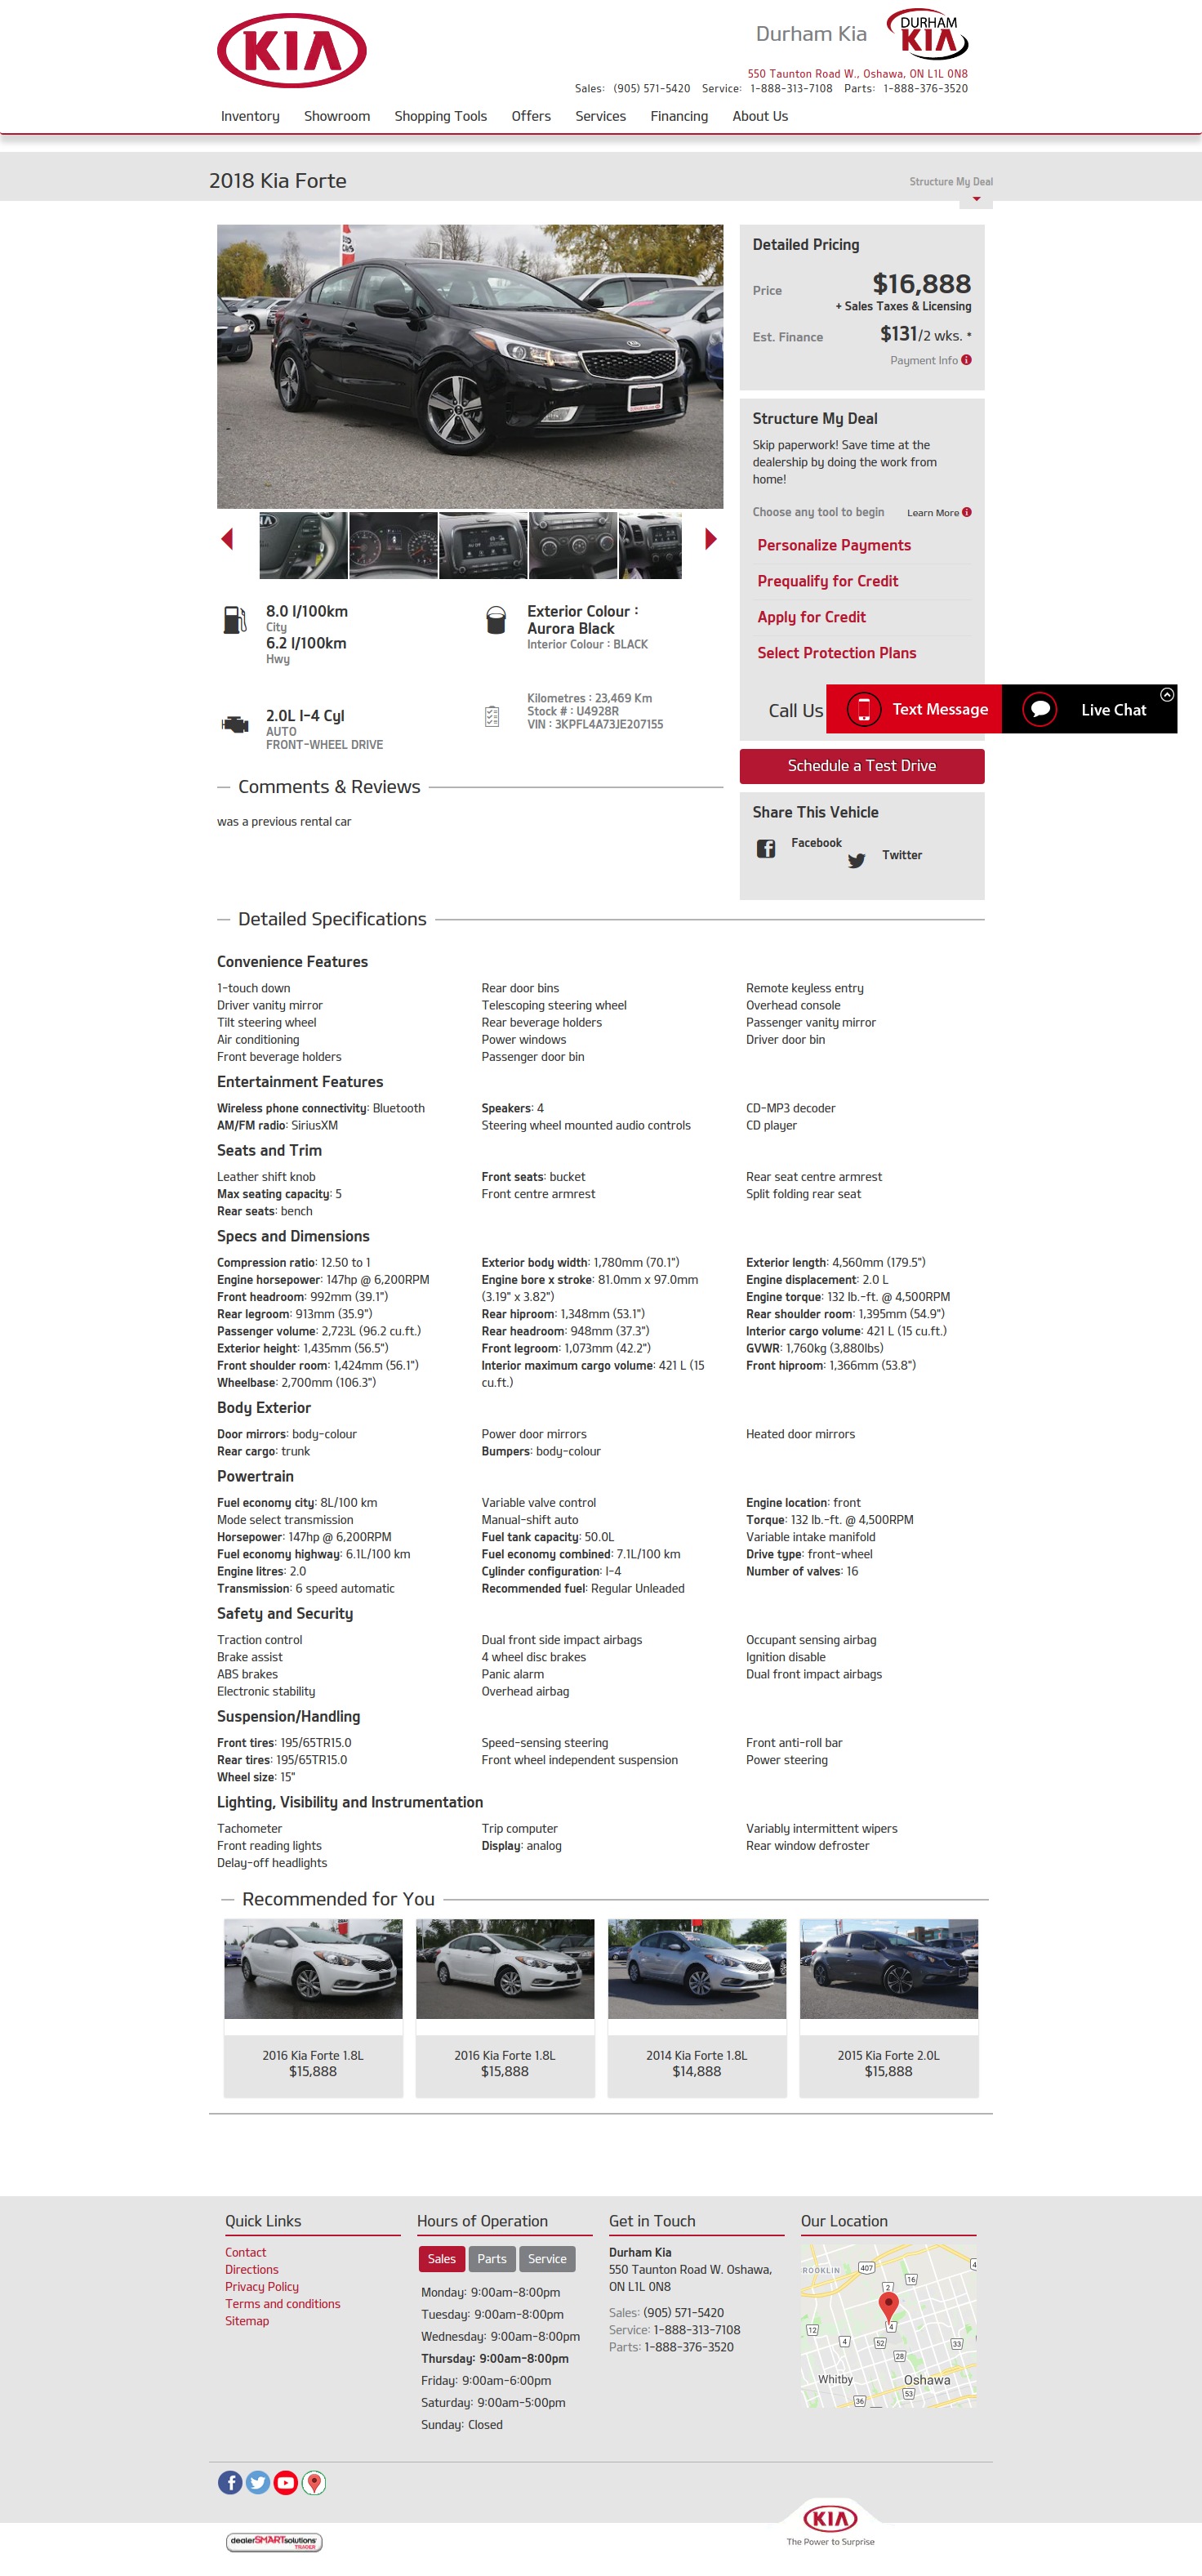 KIA
Durham Kia
DURHAM
KIA
550 Taunton Road W., Oshawa, ON L1L 0N8
Sales: (905) 571-5420 Service: 1-888-313-7108 Parts: 1-888-376-3520
Inventory Showroom Shopping Tools Offers Services Financing About Us
2018 Kia Forte
Structure My Deal
Detailed Pricing
Price $16,888
+ Sales Taxes & Licensing
Est. Finance $131/2 wks. *
Payment Info
Structure My Deal
Skip paperwork! Save time at the
dealership by doing the work from
home!
Choose any tool to begin Learn More
Personalize Payments
Prequalify for Credit
Apply for Credit
Select Protection Plans
Call Us
Text Message
Live Chat
Schedule a Test Drive
Share This Vehicle
Facebook
Twitter
8.0 l/100km
City
6.2 l/100km
Hwy
Exterior Colour :
Aurora Black
Interior Colour : BLACK
2.0L I-4 Cyl
AUTO
FRONT-WHEEL DRIVE
Kilometres : 23,469 Km
Stock # : U4928R
VIN : 3KPFL4A73JE207155
Comments & Reviews
was a previous rental car
Detailed Specifications
Convenience Features
1-touch down Rear door bins Remote keyless entry
Driver vanity mirror Telescoping steering wheel Overhead console
Tilt steering wheel Rear beverage holders Passenger vanity mirror
Air conditioning Power windows Driver door bin
Front beverage holders Passenger door bin
Entertainment Features
Wireless phone connectivity: Bluetooth Speakers: 4 CD-MP3 decoder
AM/FM radio: SiriusXM Steering wheel mounted audio controls CD player
Seats and Trim
Leather shift knob Front seats: bucket Rear seat centre armrest
Max seating capacity: 5 Front centre armrest Split folding rear seat
Rear seats: bench
Specs and Dimensions
Compression ratio: 12.50 to 1 Exterior body width: 1,780mm (70.1") Exterior length: 4,560mm (179.5")
Engine horsepower: 147hp @ 6,200RPM Engine bore x stroke: 81.0mm x 97.0mm Engine displacement: 2.0 L
Front headroom: 992mm (39.1") (3.19" x 3.82") Engine torque: 132 lb.-ft. @ 4,500RPM
Rear legroom: 913mm (35.9") Rear hiproom: 1,348mm (53.1") Rear shoulder room: 1,395mm (54.9")
Passenger volume: 2,723L (96.2 cu.ft.) Rear headroom: 948mm (37.3") Interior cargo volume: 421 L (15 cu.ft.)
Exterior height: 1,435mm (56.5") Front legroom: 1,073mm (42.2") GVWR: 1,760kg (3,880lbs)
Front shoulder room: 1,424mm (56.1") Interior maximum cargo volume: 421 L (15 Front hiproom: 1,366mm (53.8")
Wheelbase: 2,700mm (106.3") cu.ft.)
Body Exterior
Door mirrors: body-colour Power door mirrors Heated door mirrors
Rear cargo: trunk Bumpers: body-colour
Powertrain
Fuel economy city: 8L/100 km Variable valve control Engine location: front
Mode select transmission Manual-shift auto Torque: 132 lb.-ft. @ 4,500RPM
Horsepower: 147hp @ 6,200RPM Fuel tank capacity: 50.0L Variable intake manifold
Fuel economy highway: 6.1L/100 km Fuel economy combined: 7.1L/100 km Drive type: front-wheel
Engine litres: 2.0 Cylinder configuration: I-4 Number of valves: 16
Transmission: 6 speed automatic Recommended fuel: Regular Unleaded
Safety and Security
Traction control Dual front side impact airbags Occupant sensing airbag
Brake assist 4 wheel disc brakes Ignition disable
ABS brakes Panic alarm Dual front impact airbags
Electronic stability Overhead airbag
Suspension/Handling
Front tires: 195/65TR15.0 Speed-sensing steering Front anti-roll bar
Rear tires: 195/65TR15.0 Front wheel independent suspension Power steering
Wheel size: 15"
Lighting, Visibility and Instrumentation
Tachometer Trip computer Variably intermittent wipers
Front reading lights Display: analog Rear window defroster
Delay-off headlights
Recommended for You
2016 Kia Forte 1.8L 2016 Kia Forte 1.8L 2014 Kia Forte 1.8L 2015 Kia Forte 2.0L
$15,888 $15,888 $14,888 $15,888
Quick Links
Contact
Directions
Privacy Policy
Terms and conditions
Sitemap
Hours of Operation
Sales Parts Service
Monday: 9:00am-8:00pm
Tuesday: 9:00am-8:00pm
Wednesday: 9:00am-8:00pm
Thursday: 9:00am-8:00pm
Friday: 9:00am-6:00pm
Saturday: 9:00am-5:00pm
Sunday: Closed
Get in Touch
Durham Kia
550 Taunton Road W. Oshawa,
ON L1L 0N8
Sales: (905) 571-5420
Service: 1-888-313-7108
Parts: 1-888-376-3520
Our Location
ROOKLIN
407
16
2
4
12
4
52
33
28
Whitby
Oshawa
53
36
KIA
The Power to Surprise
dealerSMARTsolutions
TRADER